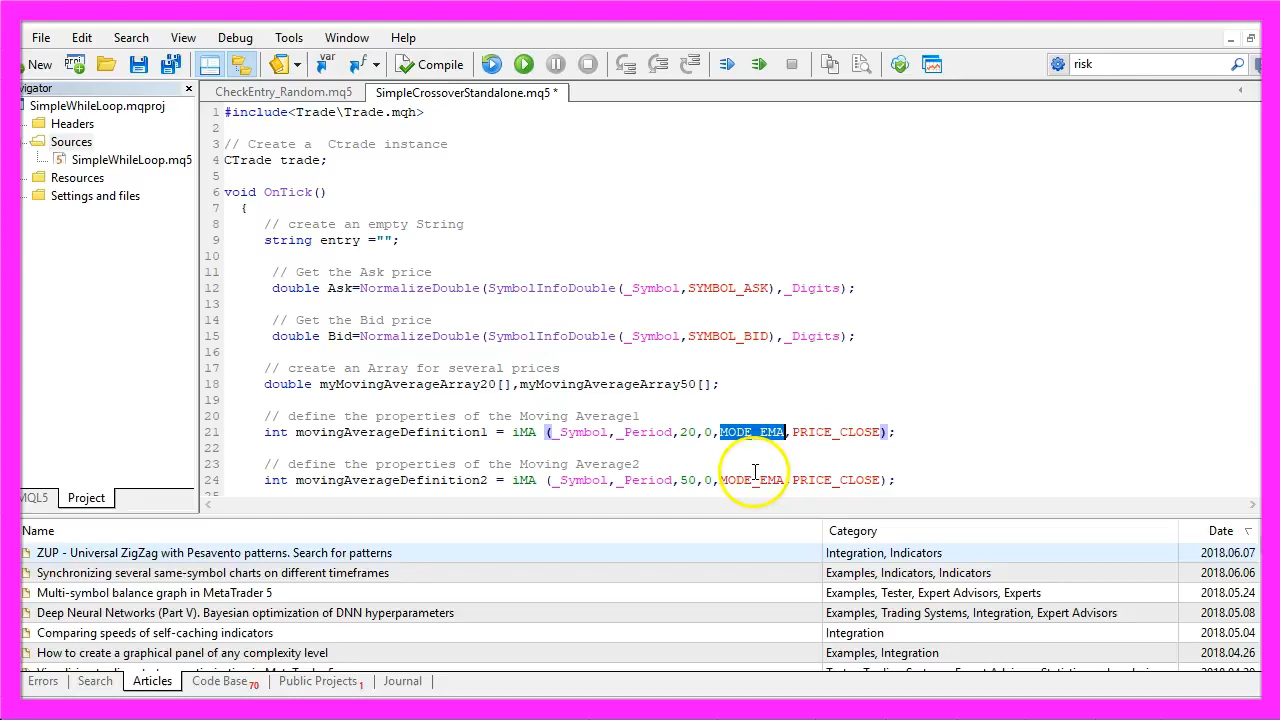 File Edit Search View Debug Tools Window Help
New Compile risk
avigator
SimpleWhileLoop.mqproj
Headers
Sources
SimpleWhileLoop.mq5
Resources
Settings and files
MQL5 Project
CheckEntry_Random.mq5 SimpleCrossoverStandalone.mq5 *
1 #include<Trade\Trade.mqh>
2
3 // Create a  Ctrade instance
4 CTrade trade;
5
6 void OnTick()
7 {
8 // create an empty String
9 string entry ="";
10
11 // Get the Ask price
12 double Ask=NormalizeDouble(SymbolInfoDouble(_Symbol,SYMBOL_ASK),_Digits);
13
14 // Get the Bid price
15 double Bid=NormalizeDouble(SymbolInfoDouble(_Symbol,SYMBOL_BID),_Digits);
16
17 // create an Array for several prices
18 double myMovingAverageArray20[],myMovingAverageArray50[];
19
20 // define the properties of the Moving Average1
21 int movingAverageDefinition1 = iMA (_Symbol,_Period,20,0,MODE_EMA,PRICE_CLOSE);
22
23 // define the properties of the Moving Average2
24 int movingAverageDefinition2 = iMA (_Symbol,_Period,50,0,MODE_EMA,PRICE_CLOSE);
Name Category Date
ZUP - Universal ZigZag with Pesavento patterns. Search for patterns Integration, Indicators 2018.06.07
Synchronizing several same-symbol charts on different timeframes Examples, Indicators, Indicators 2018.06.06
Multi-symbol balance graph in MetaTrader 5 Examples, Tester, Expert Advisors, Experts 2018.05.24
Deep Neural Networks (Part V). Bayesian optimization of DNN hyperparameters Examples, Trading Systems, Integration, Expert Advisors 2018.05.08
Comparing speeds of self-caching indicators Integration 2018.05.04
How to create a graphical panel of any complexity level Examples, Integration 2018.04.26
Errors Search Articles Code Base 70 Public Projects 1 Journal